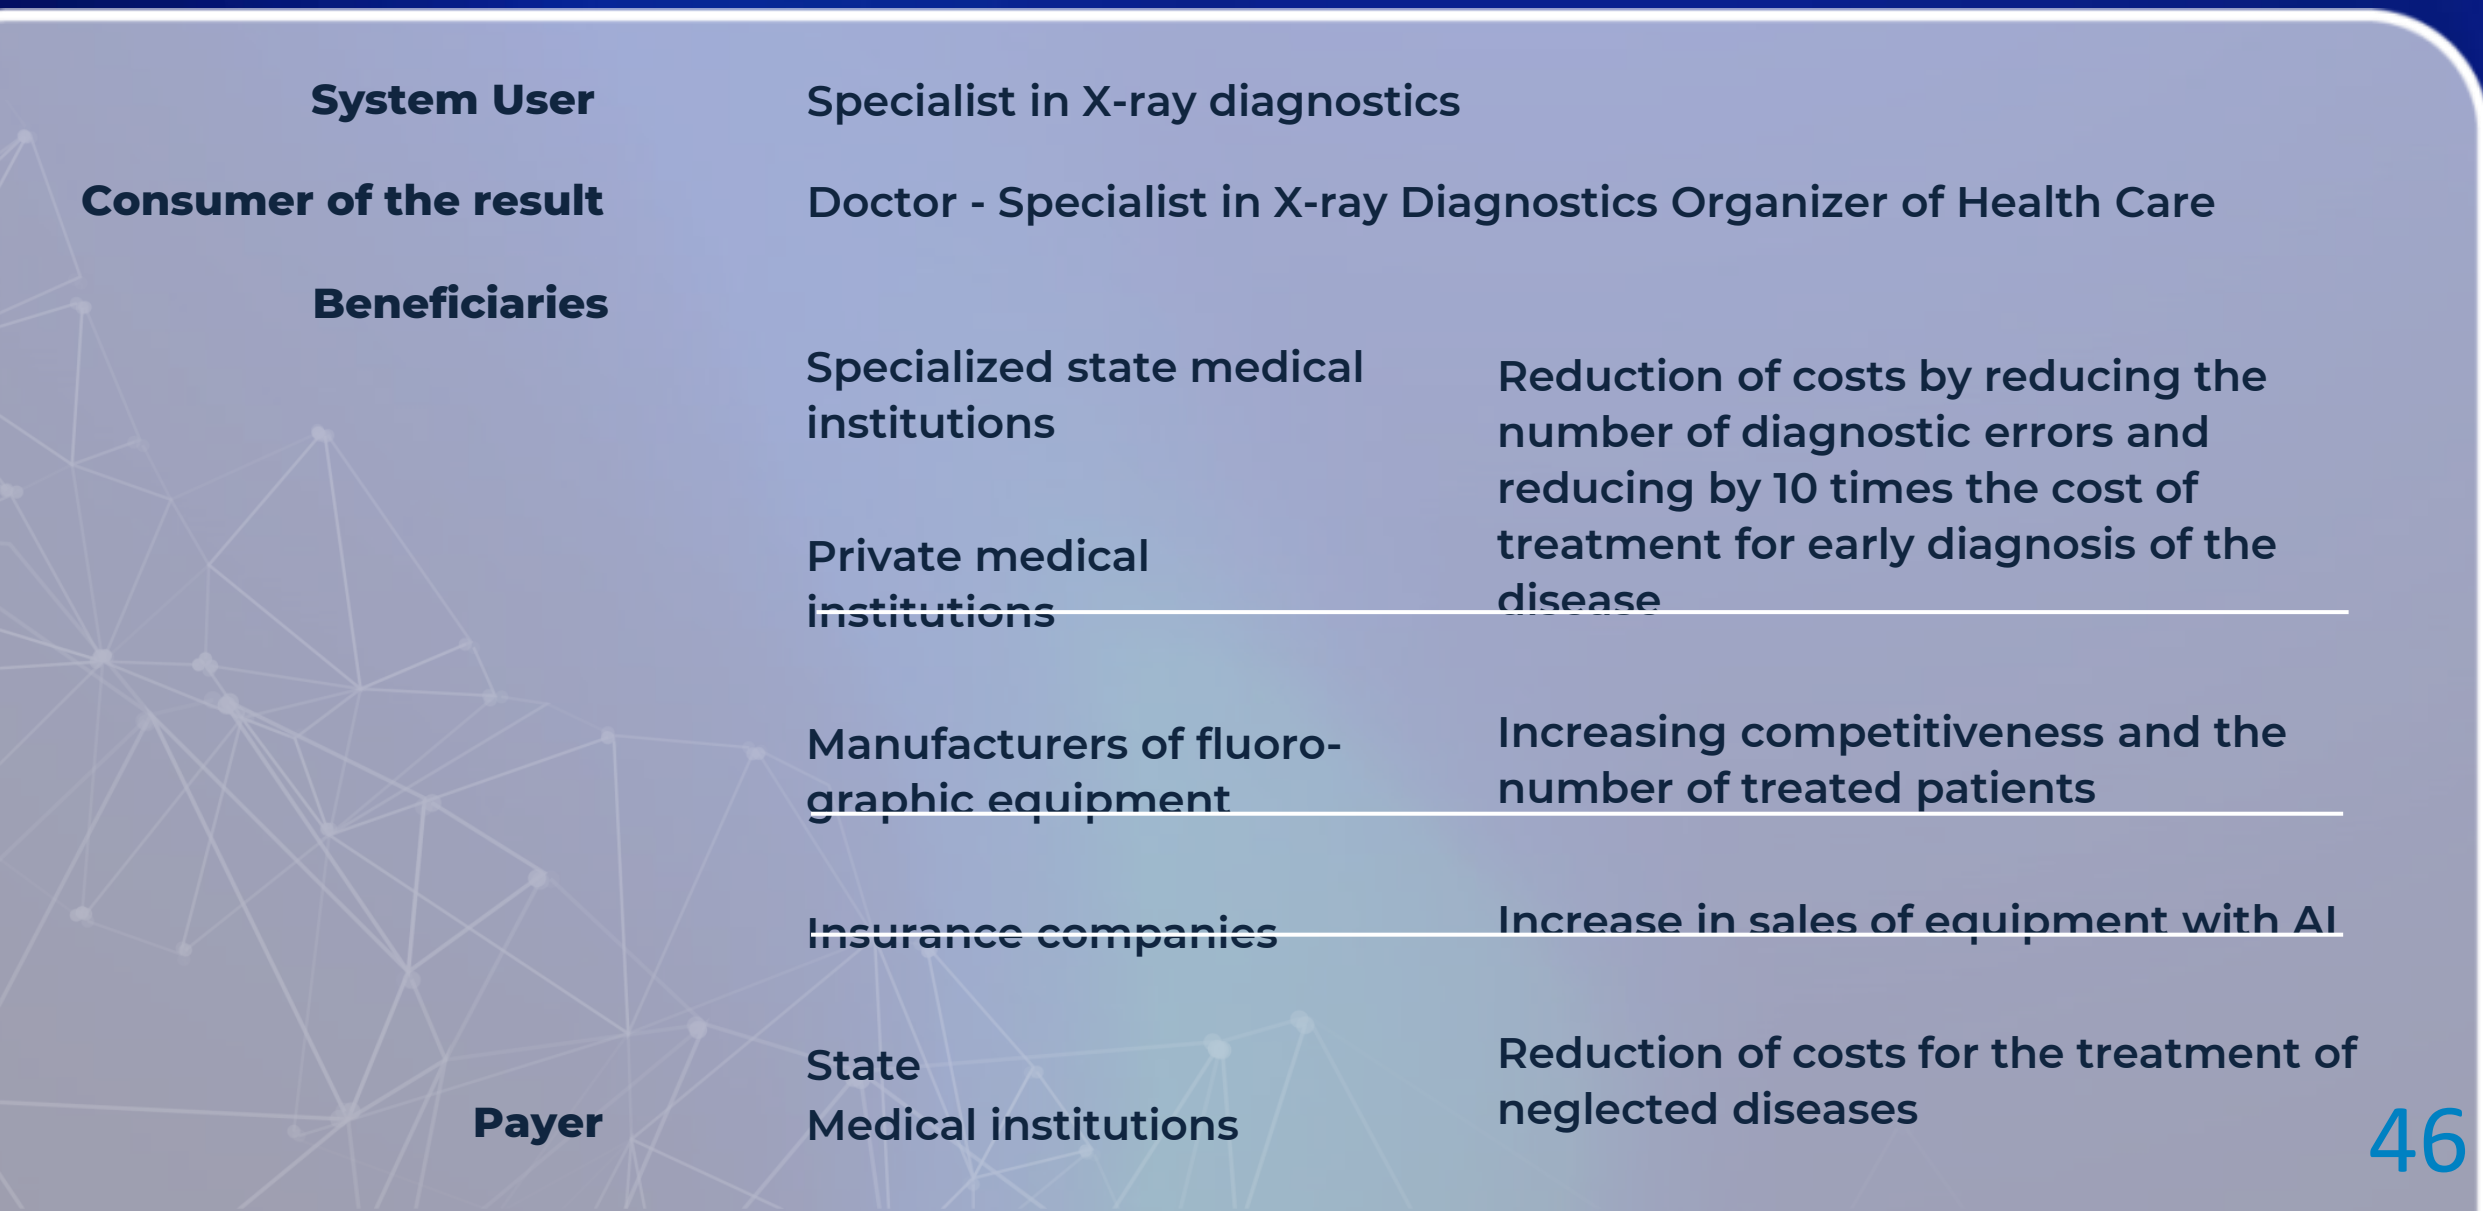 System User
Specialist in X-ray diagnostics
Consumer of the result
Doctor - Specialist in X-ray Diagnostics Organizer of Health Care
Beneficiaries
Specialized state medical
institutions
Reduction of costs by reducing the
number of diagnostic errors and
reducing by 10 times the cost of
treatment for early diagnosis of the
disease
Private medical
institutions
Increasing competitiveness and the
number of treated patients
Manufacturers of fluoro-
graphic equipment
Increase in sales of equipment with AI
Insurance companies
Reduction of costs for the treatment of
neglected diseases
State
Payer
Medical institutions
46